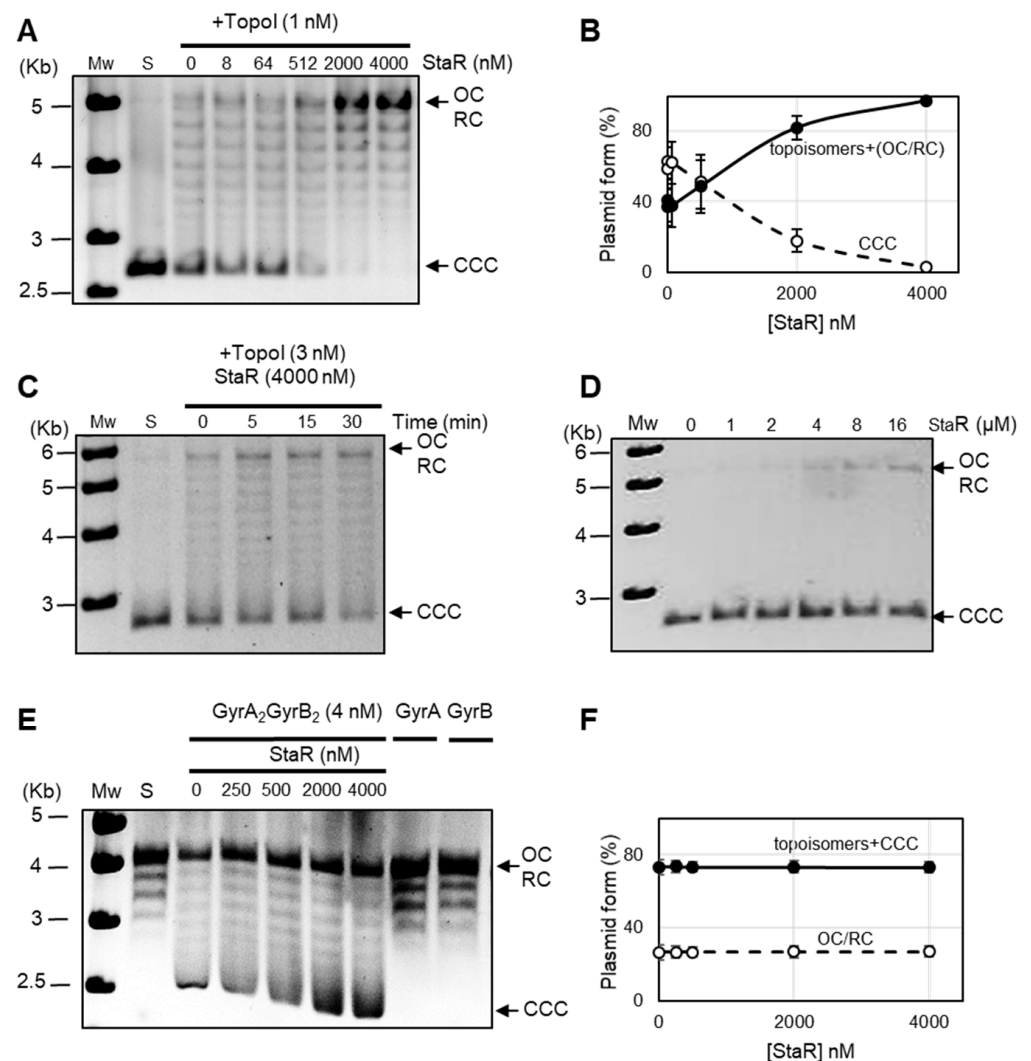 A
+TopoI (1 nM)
(Kb) Mw S 0 8 64 512 2000 4000 StaR (nM)
5
OC
RC
4
3
CCC
2.5
B
Plasmid form (%)
80
topoisomers+(OC/RC)
40
CCC
0
0 2000 4000
[StaR] nM
C
+TopoI (3 nM)
StaR (4000 nM)
(Kb) Mw S 0 5 15 30 Time (min)
6
OC
RC
5
4
3
CCC
D
(Kb) Mw 0 1 2 4 8 16 StaR (µM)
6
OC
5
RC
4
3
CCC
E
GyrA₂GyrB₂ (4 nM) GyrA GyrB
StaR (nM)
(Kb) Mw S 0 250 500 2000 4000
5
OC
4
RC
3
2.5
CCC
F
Plasmid form (%)
topoisomers+CCC
80
40
OC/RC
0
0 2000 4000
[StaR] nM